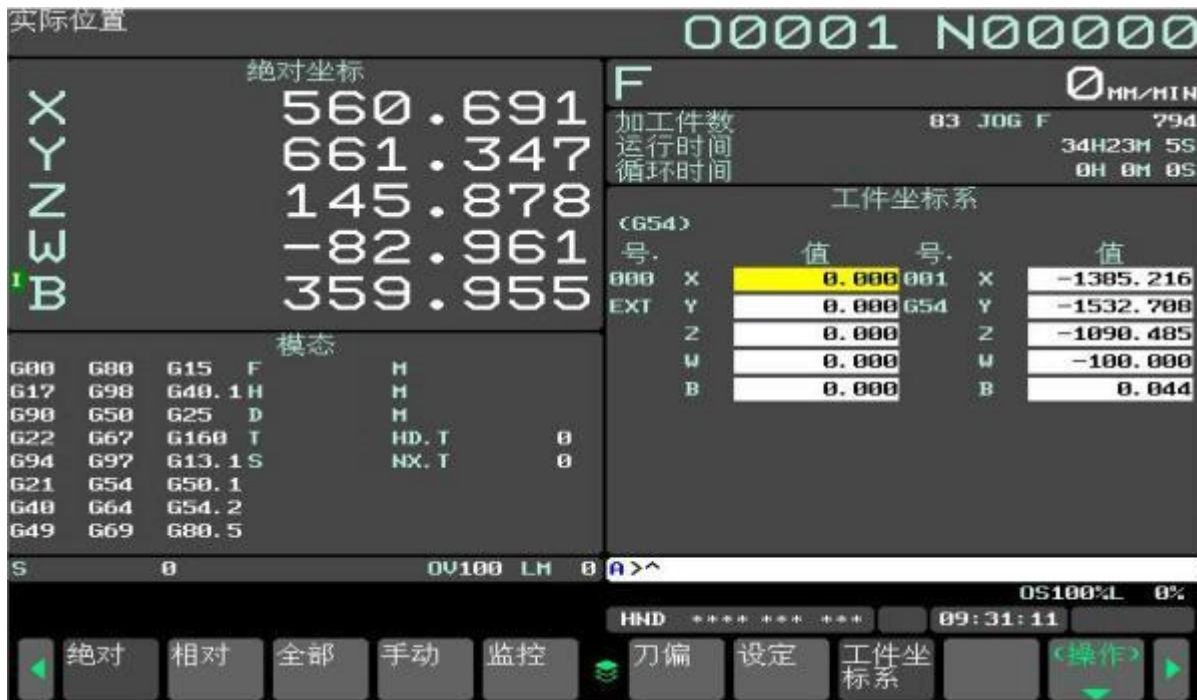 实际位置
O0001 N00000
绝对坐标
X 560.691
Y 661.347
Z 145.878
W -82.961
I B 359.955
F 0 MM/MIN
加工件数 83 JOG F 794
运行时间 34H23M 5S
循环时间 0H 0M 0S
工件坐标系
(G54)
号. 值 号. 值
000 X 0.000 001 X -1385.216
EXT Y 0.000 G54 Y -1532.708
Z 0.000 Z -1090.485
W 0.000 W -100.000
B 0.000 B 0.044
模态
G00 G80 G15 F M
G17 G98 G40.1 H M
G90 G50 G25 D M
G22 G67 G160 T HD.T 0
G94 G97 G13.1 S NX.T 0
G21 G54 G50.1
G40 G64 G54.2
G49 G69 G80.5
S 0 OV100 LM 0
A>^
OS100%L 0%
HND **** *** *** 09:31:11
绝对 相对 全部 手动 监控 刀偏 设定 工件坐 (操作)
标系